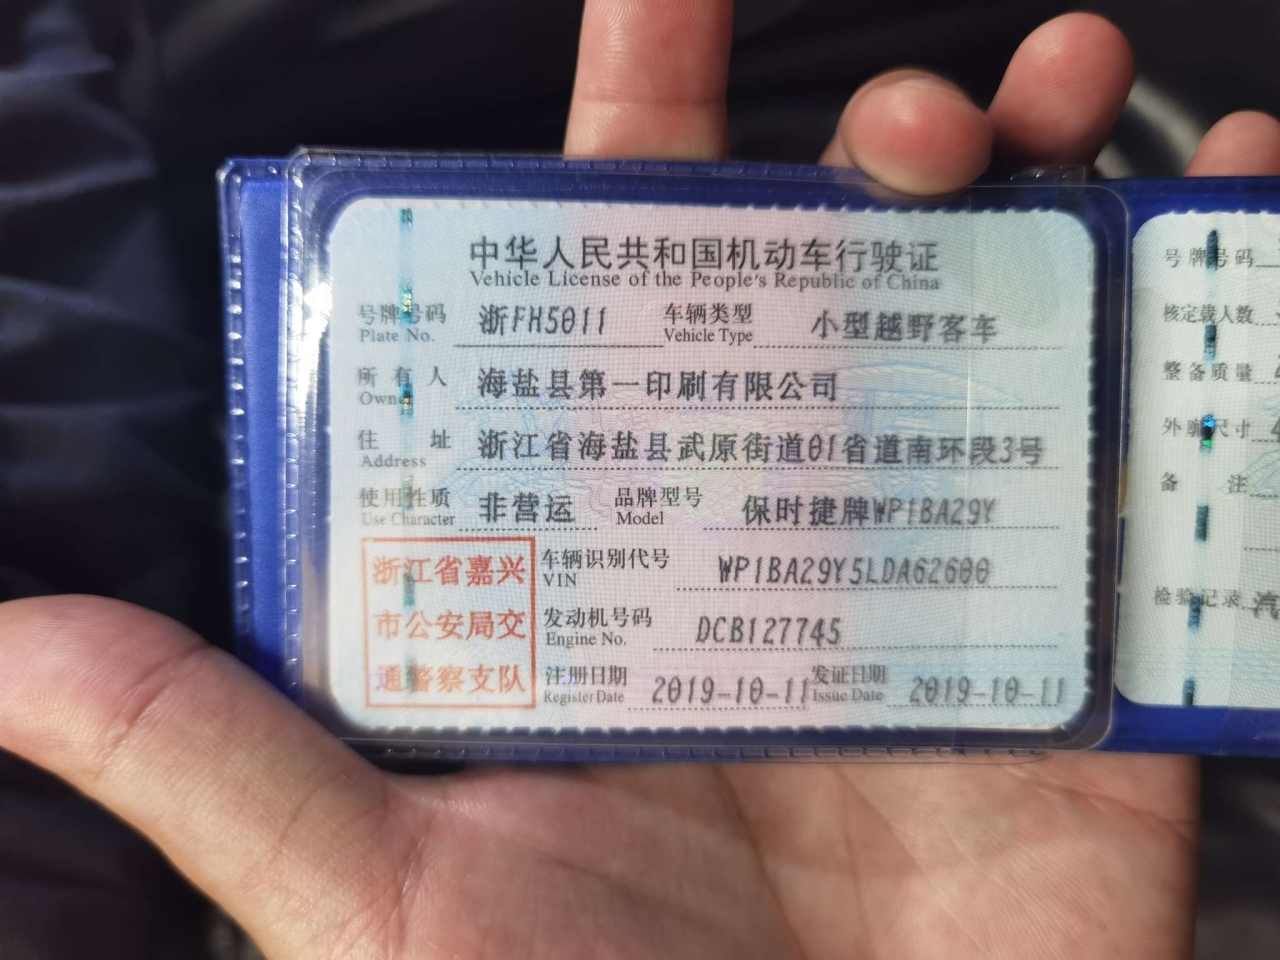 中华人民共和国机动车行驶证
Vehicle License of the People's Republic of China
号牌号码 浙FH5011 车辆类型 小型越野客车
Plate No. Vehicle Type
所有人 海盐县第一印刷有限公司
Owner
住址 浙江省海盐县武原街道01省道南环段3号
Address
使用性质 非营运 品牌型号 保时捷牌WP1BA29Y
Use Character Model
浙江省嘉兴
市公安局交
通警察支队
车辆识别代号 WP1BA29Y5LDA62600
VIN
发动机号码 DCB127745
Engine No.
注册日期 2019-10-11 发证日期 2019-10-11
Register Date Issue Date
号牌号码
核定载人数
整备质量
外廓尺寸
备注
检验记录 汽